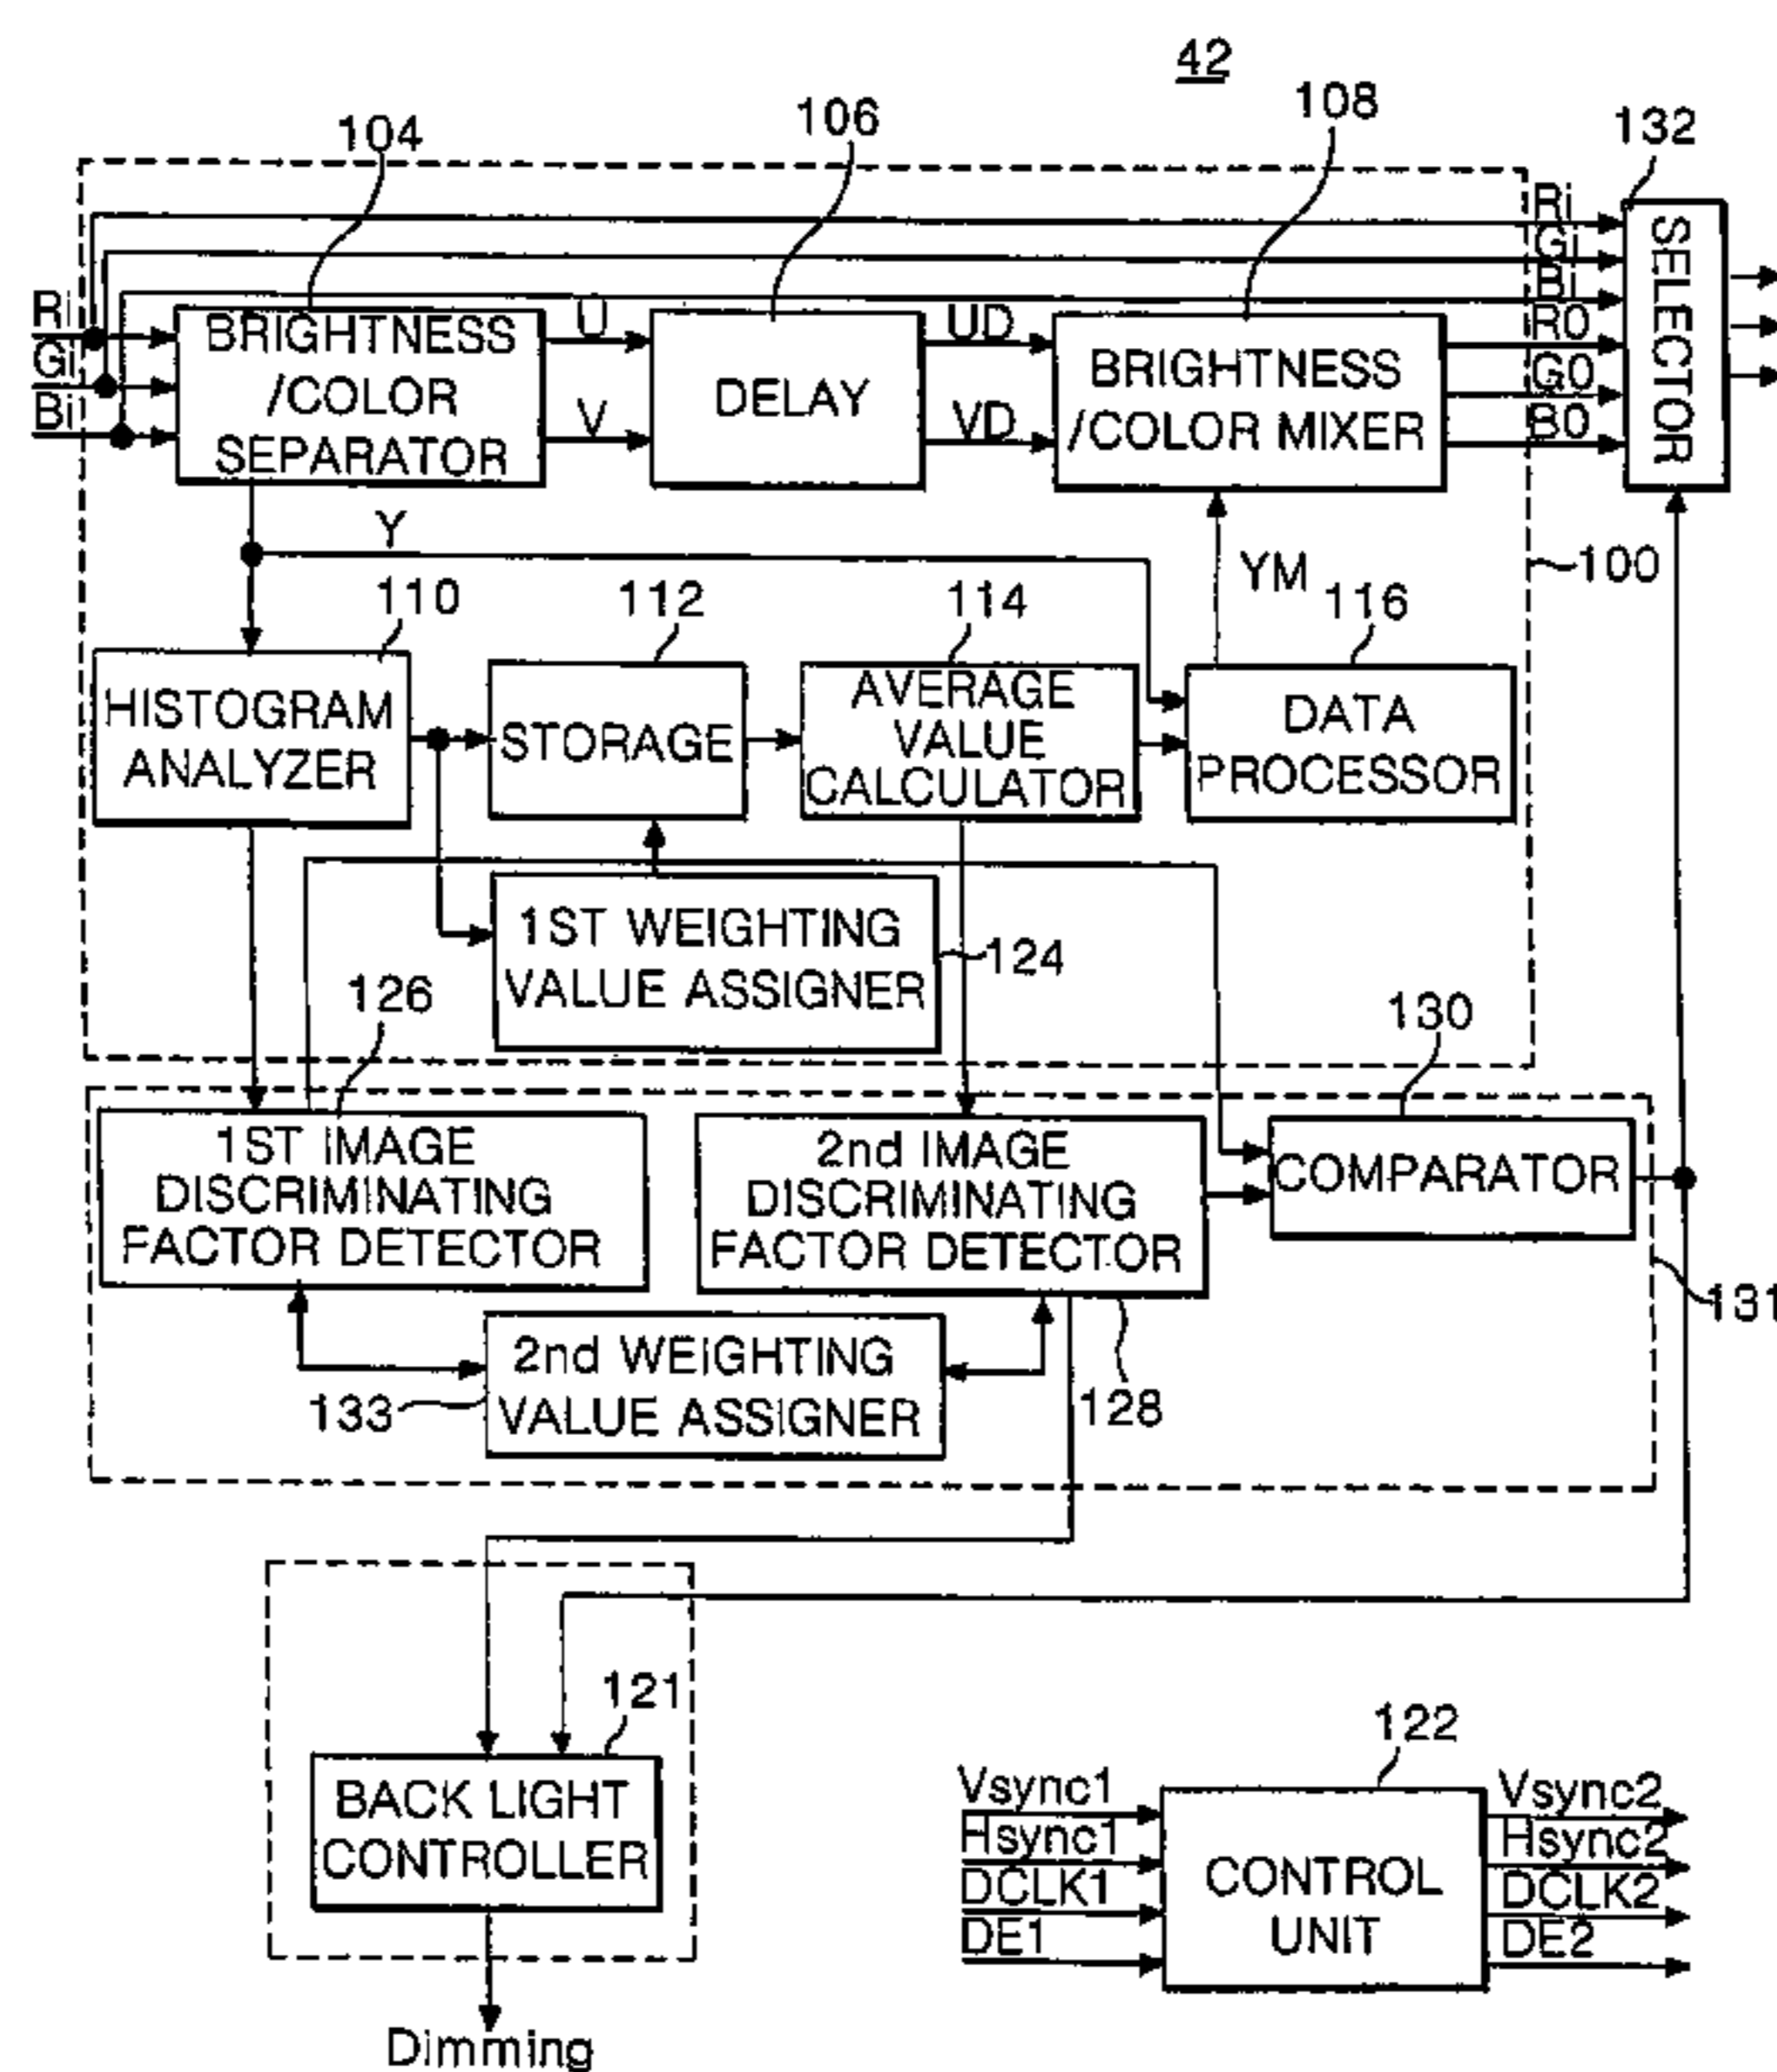 42
104
106
108
132
Ri
Gi
Bi
Ri
Gi
Bi
R0
G0
B0
BRIGHTNESS
/COLOR
SEPARATOR
U
V
DELAY
UD
VD
BRIGHTNESS
/COLOR MIXER
SELECTOR
Y
YM
100
110
112
114
116
HISTOGRAM
ANALYZER
STORAGE
AVERAGE
VALUE
CALCULATOR
DATA
PROCESSOR
1ST WEIGHTING
VALUE ASSIGNER
124
126
130
1ST IMAGE
DISCRIMINATING
FACTOR DETECTOR
2nd IMAGE
DISCRIMINATING
FACTOR DETECTOR
COMPARATOR
131
2nd WEIGHTING
VALUE ASSIGNER
133
128
121
BACK LIGHT
CONTROLLER
Dimming
122
Vsync1
Hsync1
DCLK1
DE1
CONTROL
UNIT
Vsync2
Hsync2
DCLK2
DE2